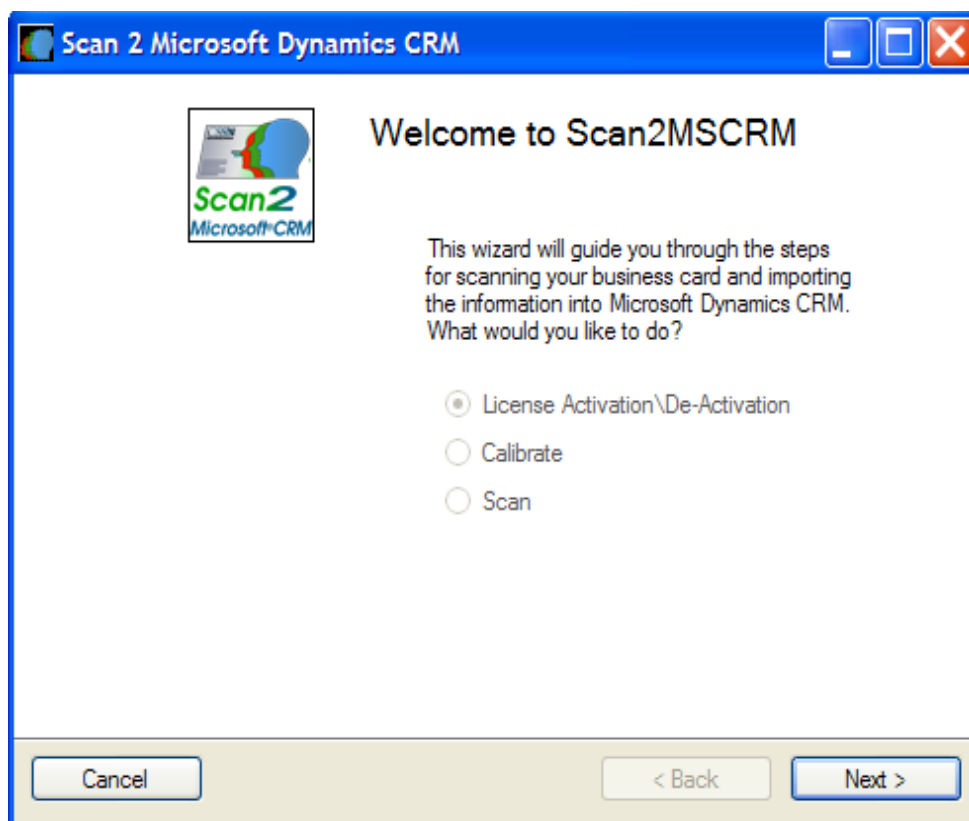 Scan 2 Microsoft Dynamics CRM
CSSN
Scan2
Microsoft CRM
Welcome to Scan2MSCRM
This wizard will guide you through the steps
for scanning your business card and importing
the information into Microsoft Dynamics CRM.
What would you like to do?
License Activation\De-Activation
Calibrate
Scan
Cancel
< Back
Next >